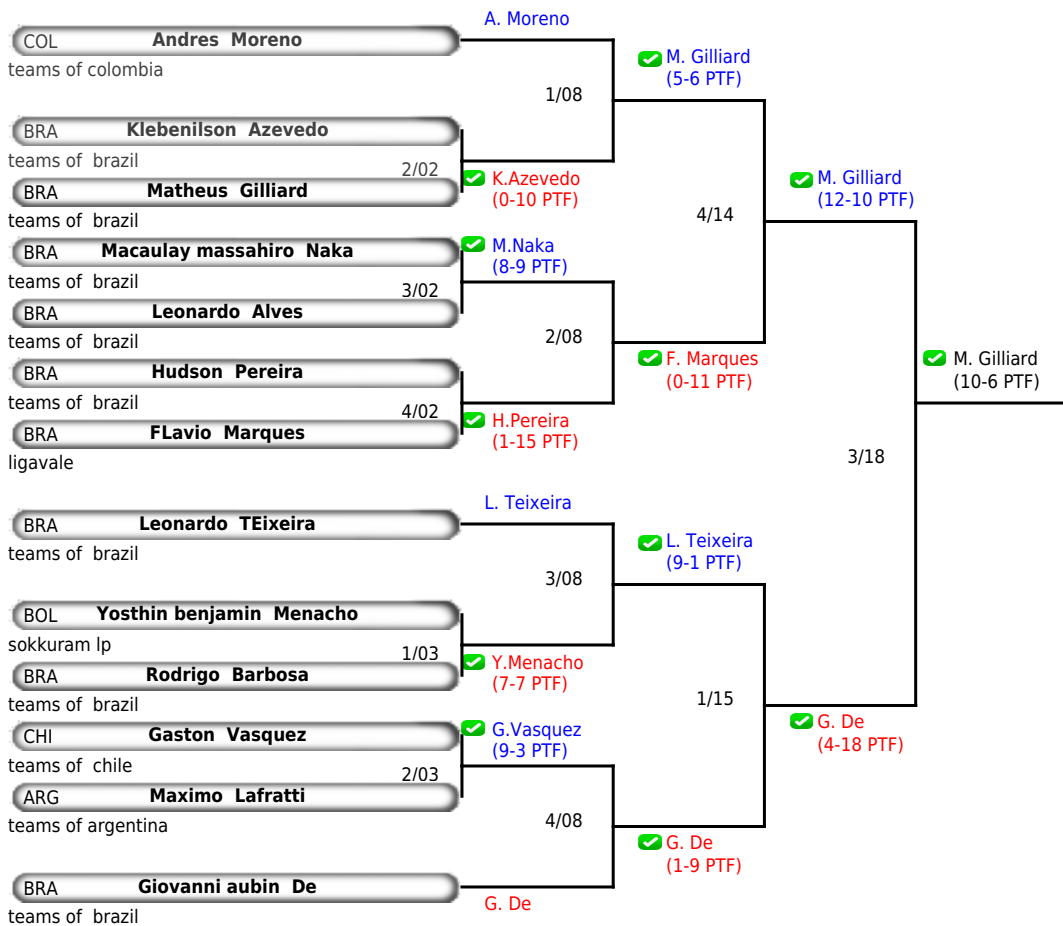 A. Moreno
COL Andres Moreno
teams of colombia
M. Gilliard
(5-6 PTF)
1/08
BRA Klebenilson Azevedo
teams of brazil
2/02
K.Azevedo
(0-10 PTF)
BRA Matheus Gilliard
teams of brazil
M. Gilliard
(12-10 PTF)
4/14
BRA Macaulay massahiro Naka
teams of brazil
M.Naka
(8-9 PTF)
3/02
BRA Leonardo Alves
teams of brazil
2/08
BRA Hudson Pereira
teams of brazil
F. Marques
(0-11 PTF)
M. Gilliard
(10-6 PTF)
4/02
BRA FLavio Marques
ligavale
H.Pereira
(1-15 PTF)
3/18
L. Teixeira
BRA Leonardo TEixeira
teams of brazil
L. Teixeira
(9-1 PTF)
3/08
BOL Yosthin benjamin Menacho
sokkuram lp
1/03
BRA Rodrigo Barbosa
teams of brazil
Y.Menacho
(7-7 PTF)
1/15
CHI Gaston Vasquez
teams of chile
G.Vasquez
(9-3 PTF)
G. De
(4-18 PTF)
2/03
ARG Maximo Lafratti
teams of argentina
4/08
G. De
(1-9 PTF)
BRA Giovanni aubin De
teams of brazil
G. De